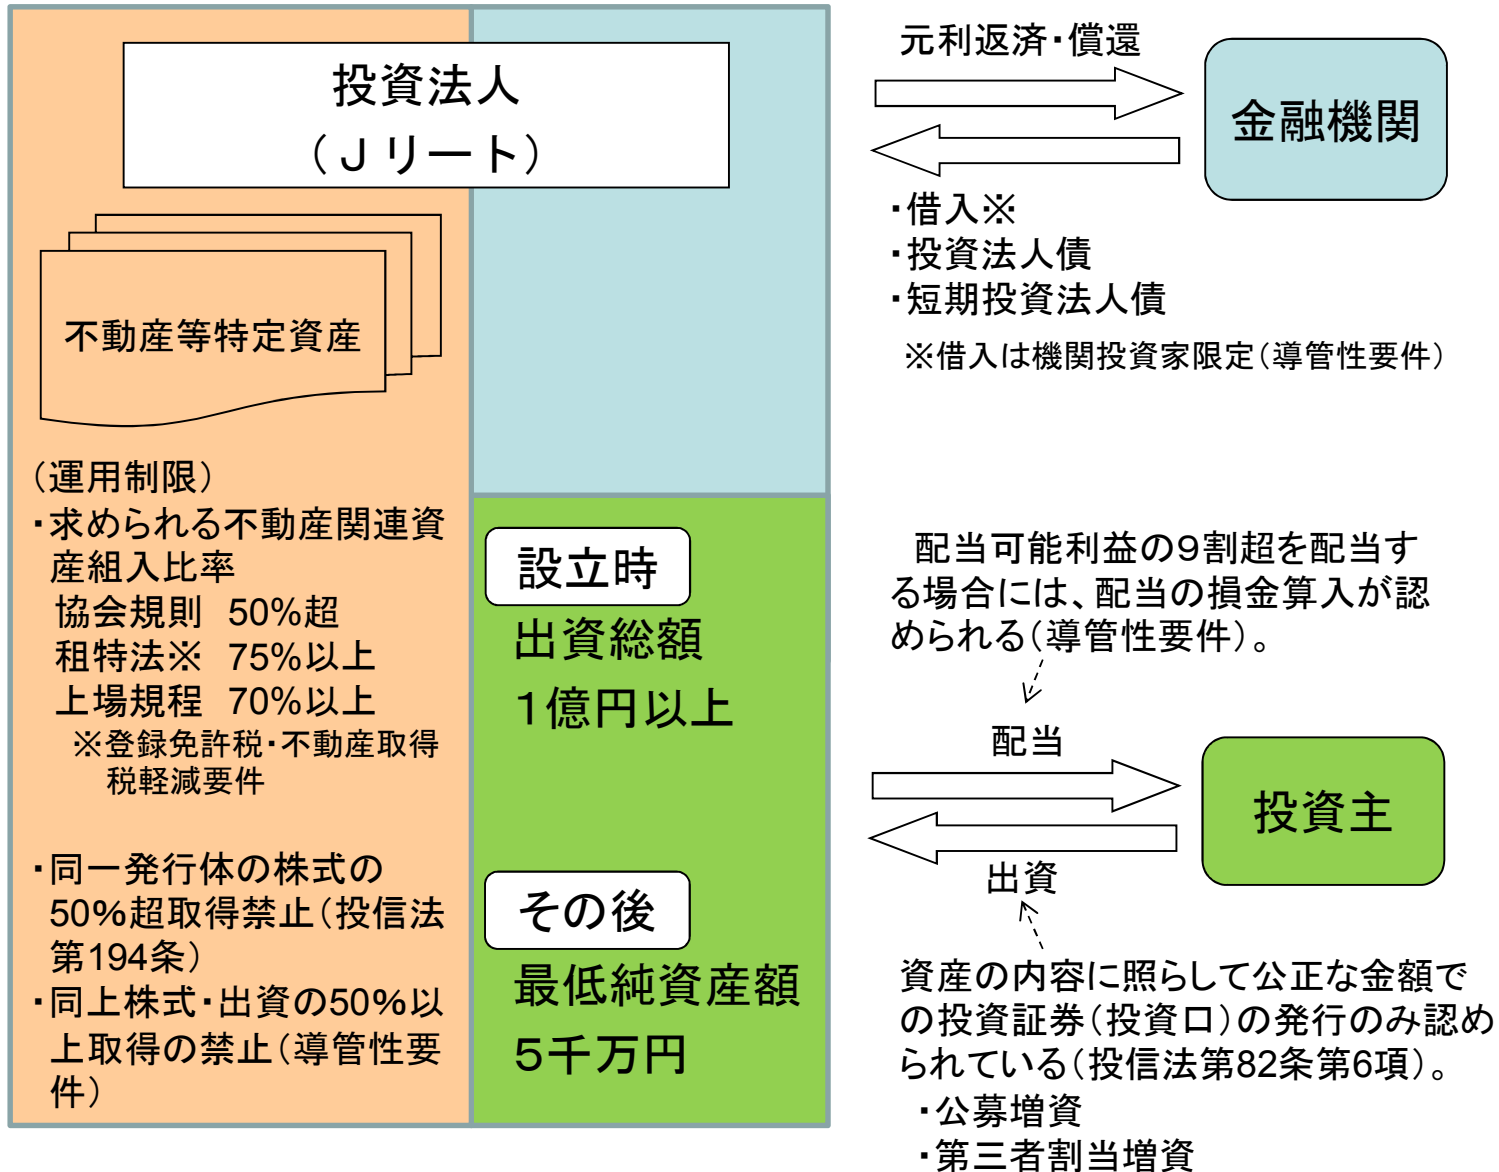 投資法人
（Ｊリート）
不動産等特定資産
（運用制限）
・求められる不動産関連資
産組入比率
協会規則 50%超
租特法※ 75%以上
上場規程 70%以上
※登録免許税・不動産取得
税軽減要件
・同一発行体の株式の
50%超取得禁止（投信法
第194条）
・同上株式・出資の50%以
上取得の禁止（導管性要
件）
設立時
出資総額
１億円以上
その後
最低純資産額
５千万円
元利返済・償還
金融機関
・借入※
・投資法人債
・短期投資法人債
※借入は機関投資家限定（導管性要件）
配当可能利益の９割超を配当す
る場合には、配当の損金算入が認
められる（導管性要件）。
配当
投資主
出資
資産の内容に照らして公正な金額で
の投資証券（投資口）の発行のみ認め
られている（投信法第82条第6項）。
・公募増資
・第三者割当増資